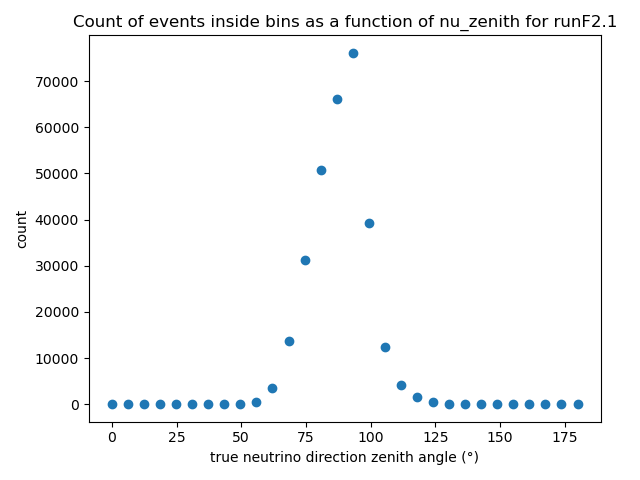 Count of events inside bins as a function of nu_zenith for runF2.1
70000
60000
50000
40000
30000
20000
10000
0
count
0 25 50 75 100 125 150 175
true neutrino direction zenith angle (°)